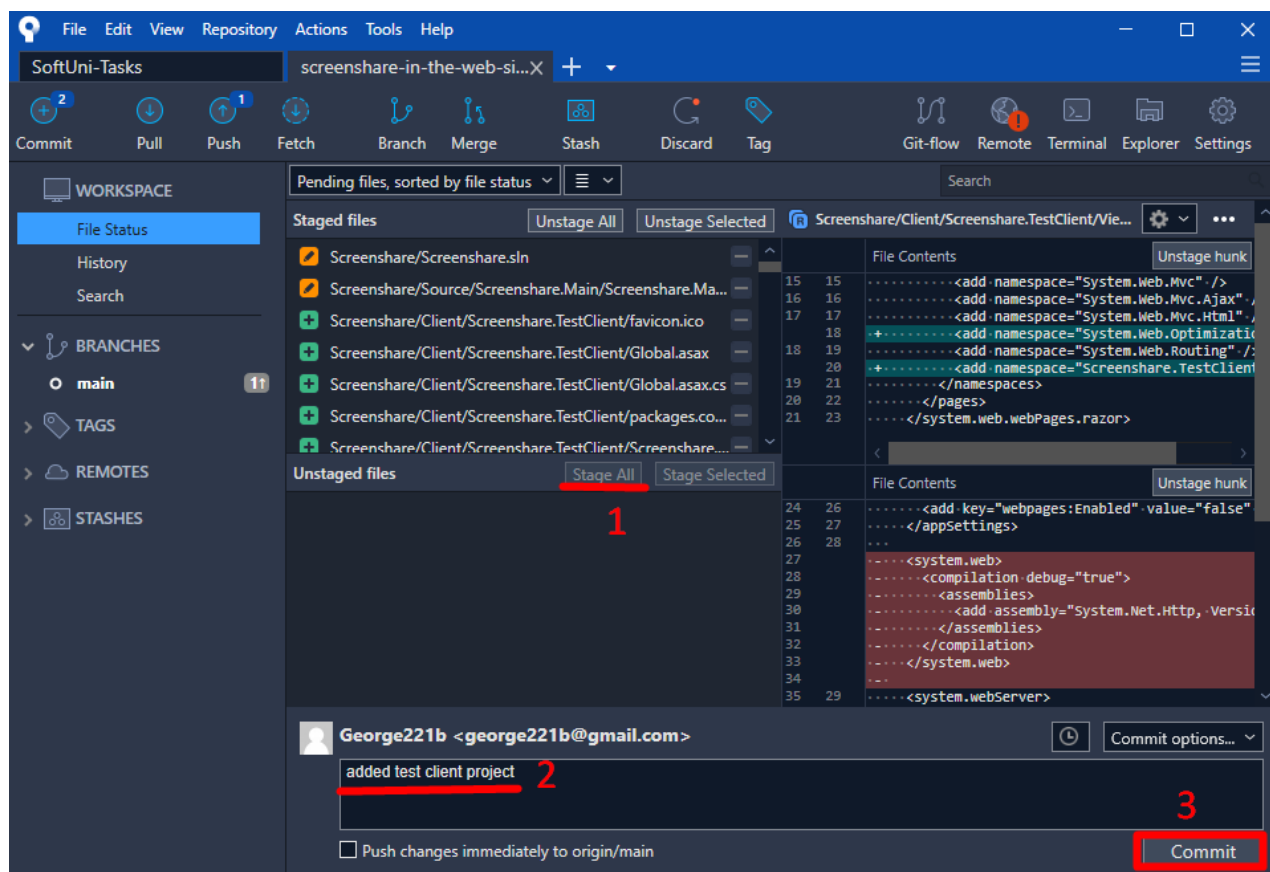 File Edit View Repository Actions Tools Help
SoftUni-Tasks screenshare-in-the-web-si...
2 1
Commit Pull Push Fetch Branch Merge Stash Discard Tag Git-flow Remote Terminal Explorer Settings
WORKSPACE
File Status
History
Search
BRANCHES
main 1↑
TAGS
REMOTES
STASHES
Pending files, sorted by file status
Search
Staged files Unstage All Unstage Selected
Screenshare/Screenshare.sln
Screenshare/Source/Screenshare.Main/Screenshare.Ma...
Screenshare/Client/Screenshare.TestClient/favicon.ico
Screenshare/Client/Screenshare.TestClient/Global.asax
Screenshare/Client/Screenshare.TestClient/Global.asax.cs
Screenshare/Client/Screenshare.TestClient/packages.co...
Screenshare/Client/Screenshare.TestClient/Screenshare....
Unstaged files Stage All Stage Selected
1
Screenshare/Client/Screenshare.TestClient/Vie...
File Contents Unstage hunk
15 15 <add namespace="System.Web.Mvc" />
16 16 <add namespace="System.Web.Mvc.Ajax" /
17 17 <add namespace="System.Web.Mvc.Html" /
18 + <add namespace="System.Web.Optimizatio
18 19 <add namespace="System.Web.Routing" />
20 + <add namespace="Screenshare.TestClient
19 21 </namespaces>
20 22 </pages>
21 23 </system.web.webPages.razor>
File Contents Unstage hunk
24 26 <add key="webpages:Enabled" value="false"
25 27 </appSettings>
26 28
27 - <system.web>
28 - <compilation debug="true">
29 - <assemblies>
30 - <add assembly="System.Net.Http, Versio
31 - </assemblies>
32 - </compilation>
33 - </system.web>
34 -
35 29 <system.webServer>
George221b <george221b@gmail.com>
Commit options...
added test client project 2
3
Push changes immediately to origin/main
Commit